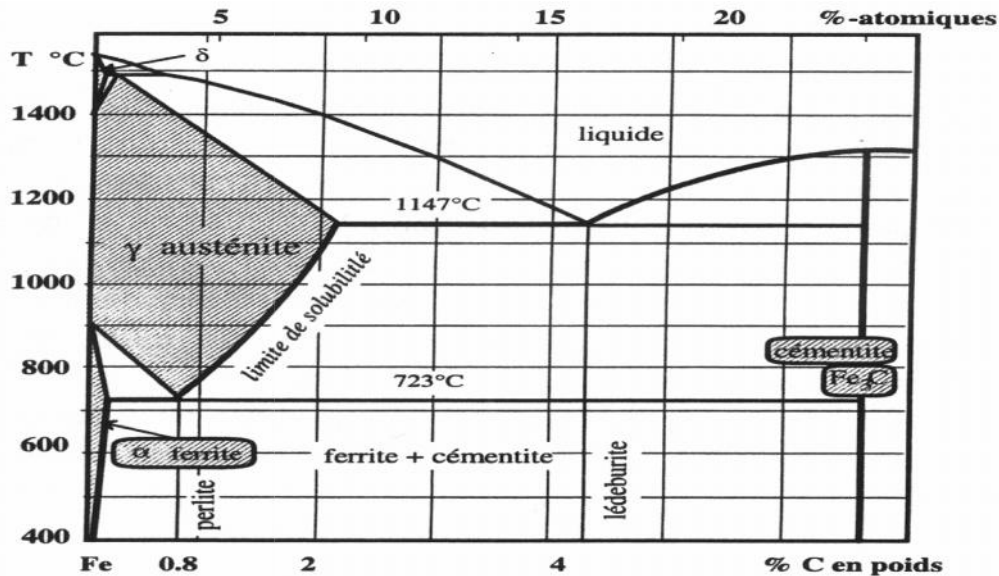 5 10 15 20 %-atomiques
T °C
δ
1400
liquide
1200
1147°C
γ austénite
1000
limite de solubilitlé
cémentite
800
723°C
Fe3C
600
α ferrite
ferrite + cémentite
perlite
lédeburite
400
Fe 0.8 2 4 % C en poids